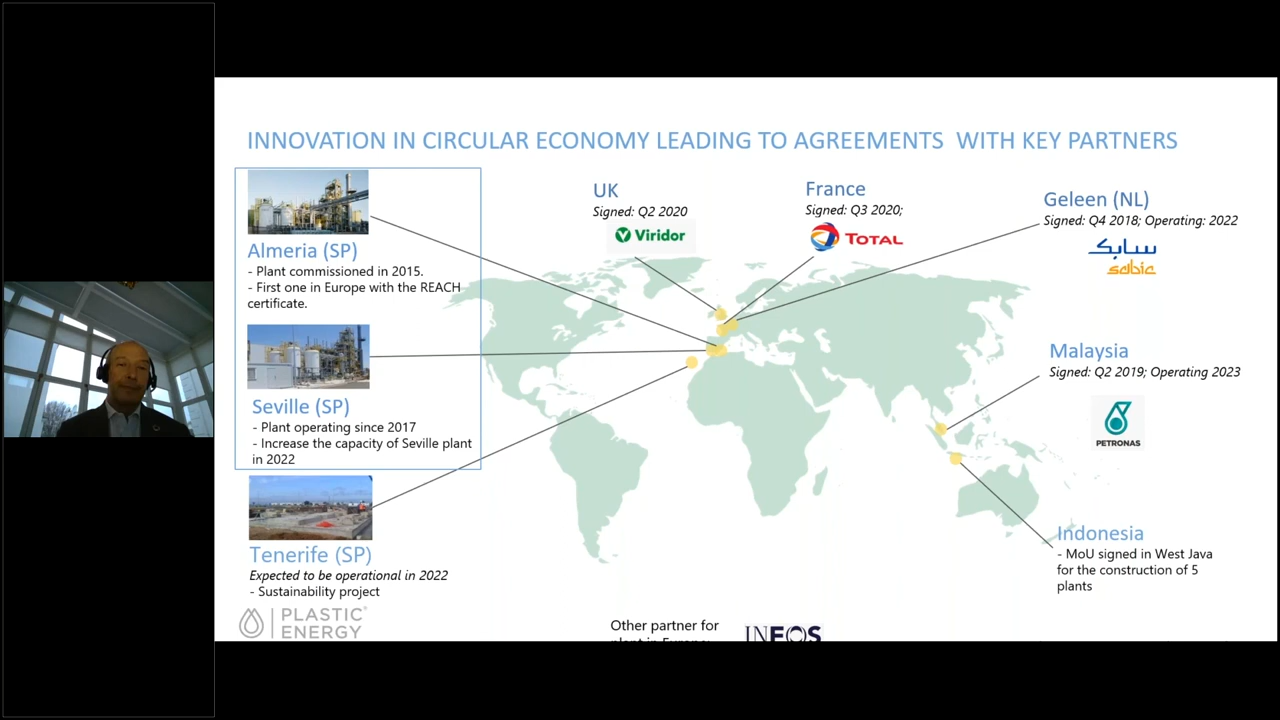 INNOVATION IN CIRCULAR ECONOMY LEADING TO AGREEMENTS WITH KEY PARTNERS
Almeria (SP)
- Plant commissioned in 2015.
- First one in Europe with the REACH
certificate.
Seville (SP)
- Plant operating since 2017
- Increase the capacity of Seville plant
in 2022
Tenerife (SP)
Expected to be operational in 2022
- Sustainability project
UK
Signed: Q2 2020
Viridor
France
Signed: Q3 2020;
TOTAL
Geleen (NL)
Signed: Q4 2018; Operating: 2022
سابك
sabic
Malaysia
Signed: Q2 2019; Operating 2023
PETRONAS
Indonesia
- MoU signed in West Java
for the construction of 5
plants
PLASTIC
ENERGY
Other partner for
plant in Europe:
INEOS